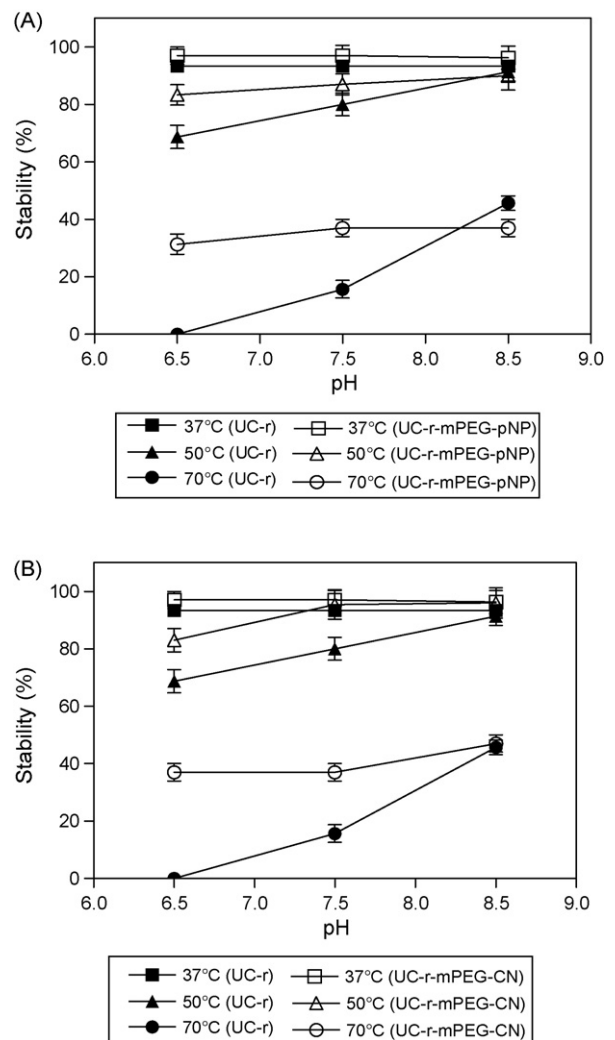 (A)
100
80
60
40
20
0
Stability (%)
6.0 6.5 7.0 7.5 8.0 8.5 9.0
pH
37°C (UC-r) 37°C (UC-r-mPEG-pNP)
50°C (UC-r) 50°C (UC-r-mPEG-pNP)
70°C (UC-r) 70°C (UC-r-mPEG-pNP)
(B)
100
80
60
40
20
0
Stability (%)
6.0 6.5 7.0 7.5 8.0 8.5 9.0
pH
37°C (UC-r) 37°C (UC-r-mPEG-CN)
50°C (UC-r) 50°C (UC-r-mPEG-CN)
70°C (UC-r) 70°C (UC-r-mPEG-CN)